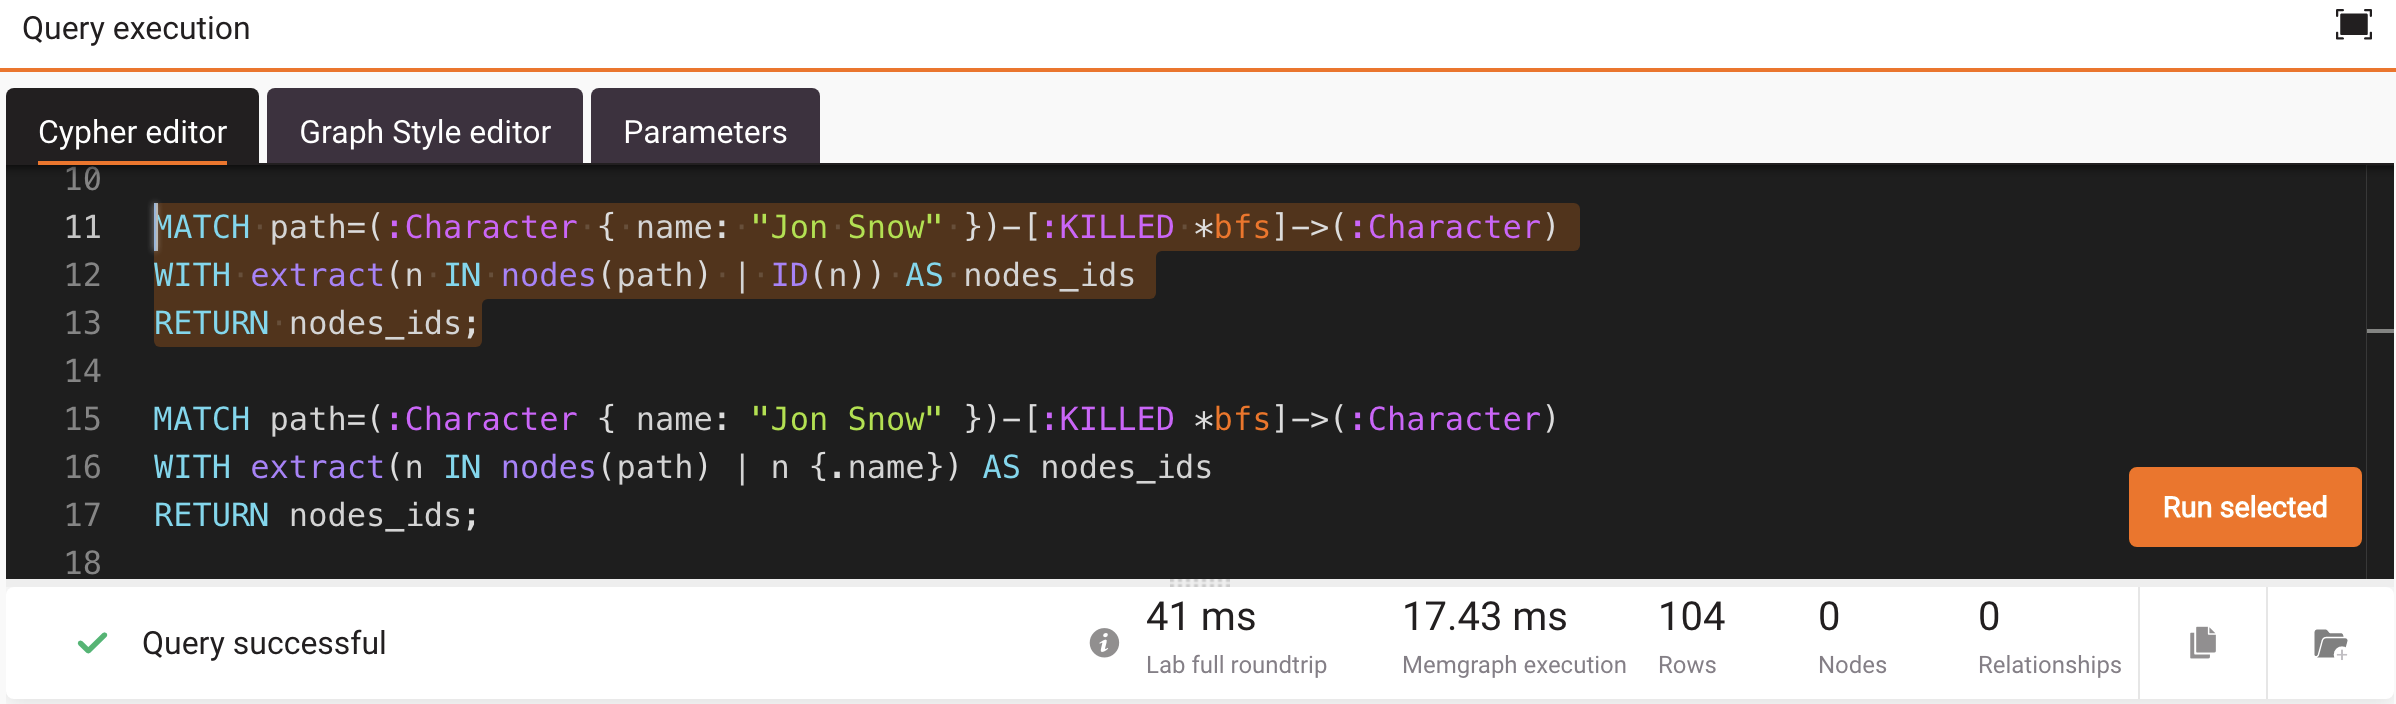 Query execution
Cypher editor Graph Style editor Parameters
10
11 MATCH path=(:Character { name: "Jon Snow" })-[:KILLED *bfs]->(:Character)
12 WITH extract(n IN nodes(path) | ID(n)) AS nodes_ids
13 RETURN nodes_ids;
14
15 MATCH path=(:Character { name: "Jon Snow" })-[:KILLED *bfs]->(:Character)
16 WITH extract(n IN nodes(path) | n {.name}) AS nodes_ids
17 RETURN nodes_ids;
Run selected
18
Query successful
41 ms 17.43 ms 104 0 0
Lab full roundtrip Memgraph execution Rows Nodes Relationships